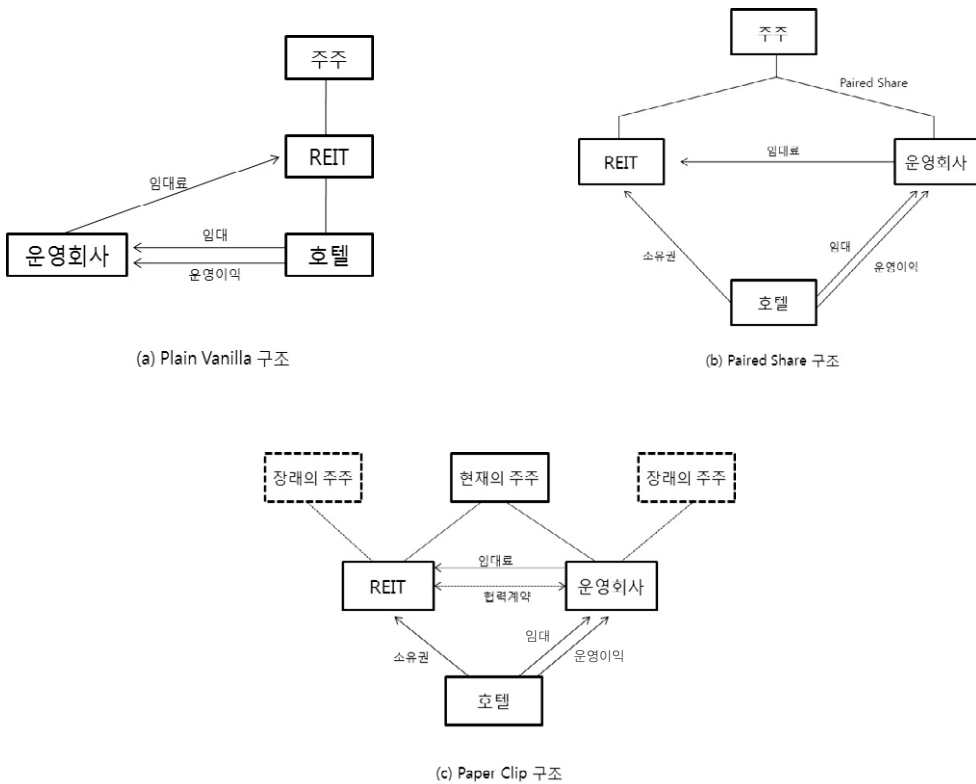 주주
REIT
임대료
운영회사
임대
운영이익
호텔
(a) Plain Vanilla 구조
주주
Paired Share
REIT
임대료
운영회사
소유권
임대
운영이익
호텔
(b) Paired Share 구조
장래의 주주
현재의 주주
장래의 주주
REIT
임대료
협력계약
운영회사
소유권
임대
운영이익
호텔
(c) Paper Clip 구조